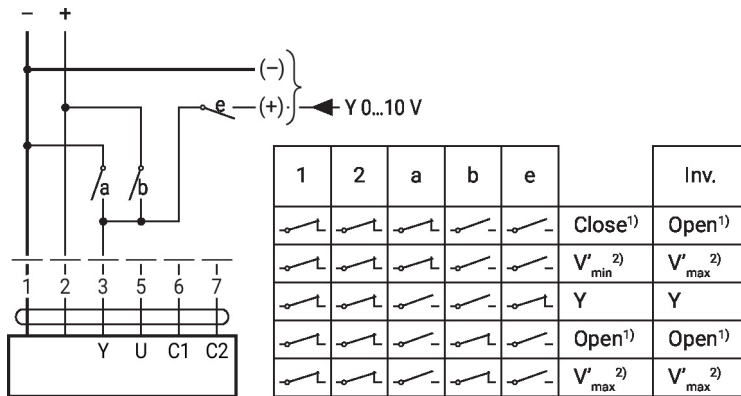 − +
(−)
e (+) Y 0...10 V
a b
1 2 3 5 6 7
Y U C1 C2
1 2 a b e Inv.
Close1) Open1)
V'min2) V'max2)
Y Y
Open1) Open1)
V'max2) V'max2)